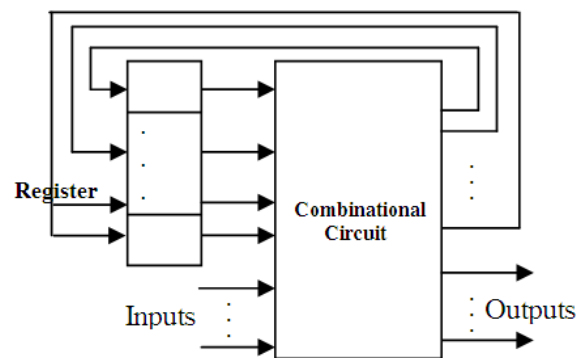 Register
Combinational
Circuit
Inputs
Outputs